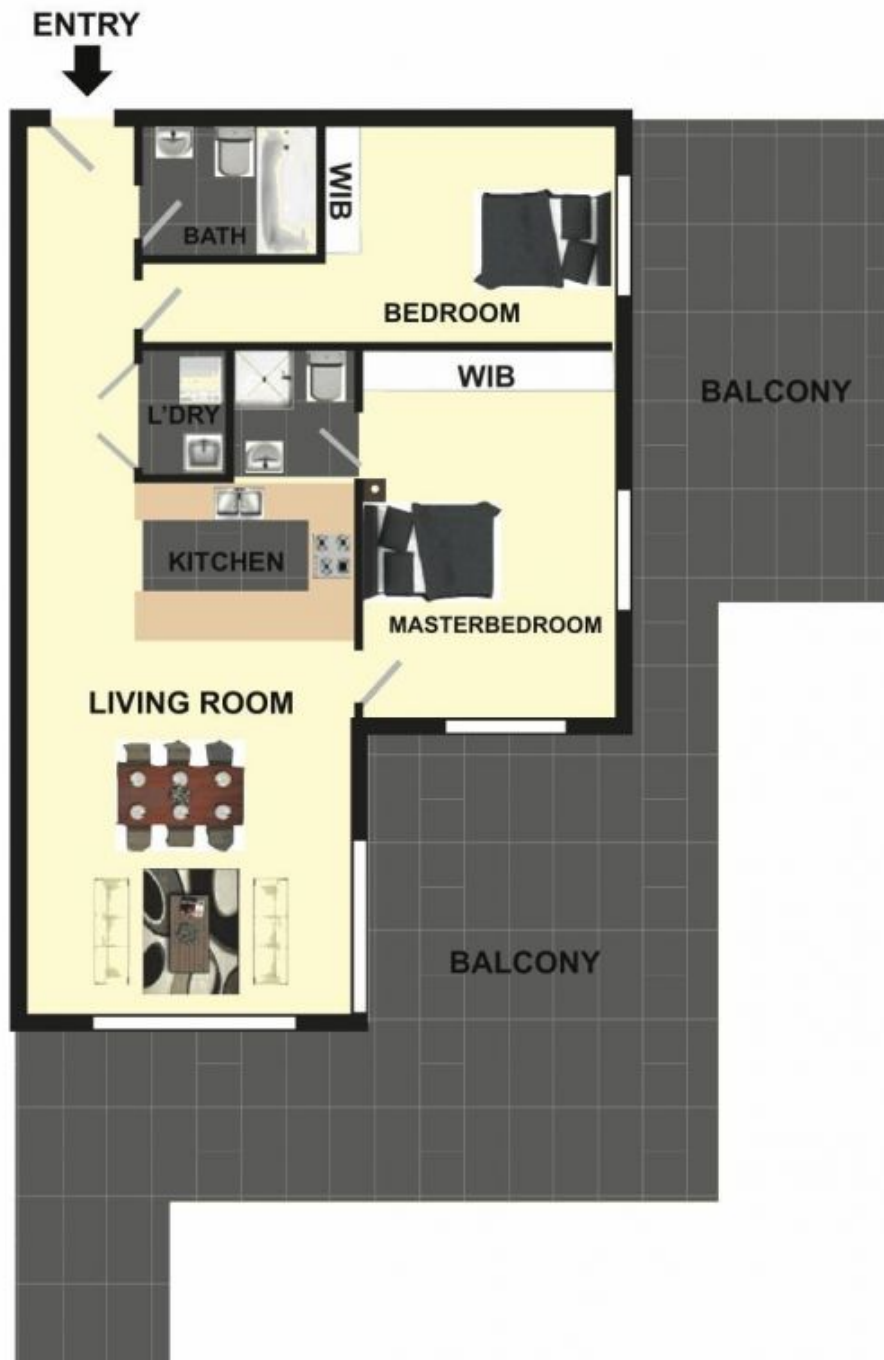 ENTRY
BATH
WIB
BEDROOM
WIB
BALCONY
L'DRY
KITCHEN
MASTERBEDROOM
LIVING ROOM
BALCONY